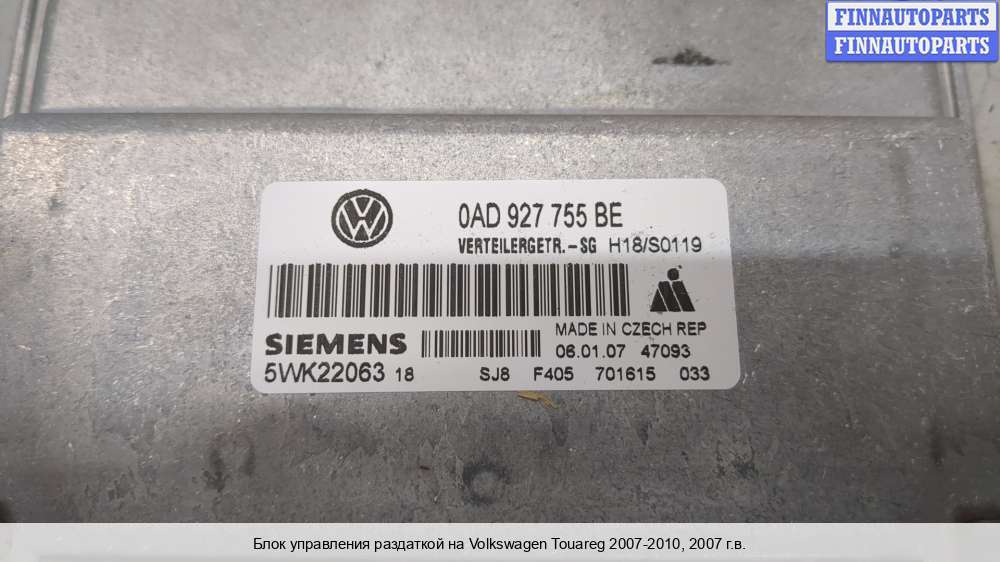 FINNAUTOPARTS
FINNAUTOPARTS
0AD 927 755 BE
VERTEILERGETR.-SG H18/S0119
SIEMENS
MADE IN CZECH REP
06.01.07 47093
5WK22063 18 SJ8 F405 701615 033
Блок управления раздаткой на Volkswagen Touareg 2007-2010, 2007 г.в.